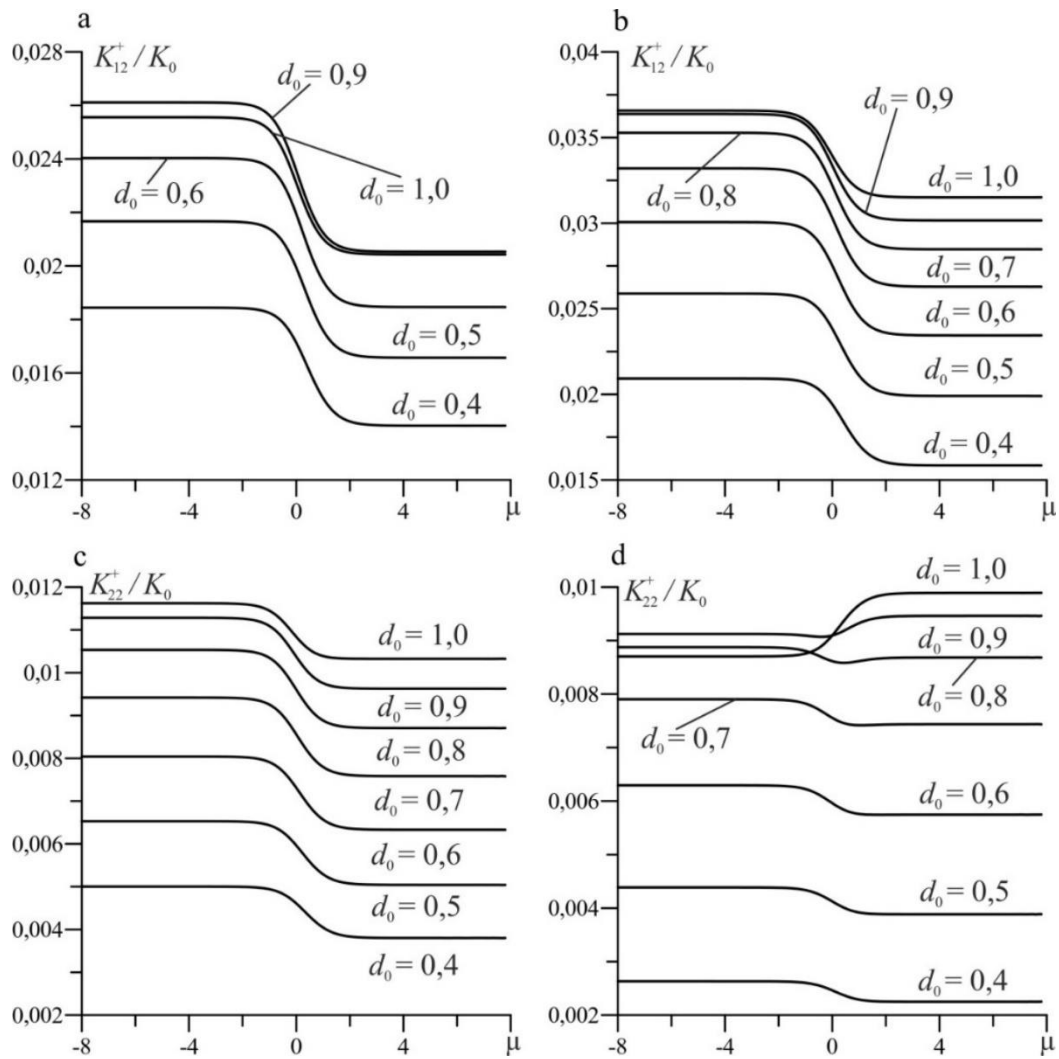 a
0,028
K⁺₁₂ / K₀
d₀ = 0,9
0,024
d₀ = 0,6
d₀ = 1,0
0,02
d₀ = 0,5
0,016
d₀ = 0,4
0,012
-8 -4 0 4 μ
b
0,04
K⁺₁₂ / K₀
d₀ = 0,9
0,035
d₀ = 0,8
d₀ = 1,0
0,03
d₀ = 0,7
d₀ = 0,6
0,025
d₀ = 0,5
0,02
d₀ = 0,4
0,015
-8 -4 0 4 μ
c
0,012
K⁺₂₂ / K₀
d₀ = 1,0
0,01
d₀ = 0,9
d₀ = 0,8
0,008
d₀ = 0,7
0,006
d₀ = 0,6
d₀ = 0,5
0,004
d₀ = 0,4
0,002
-8 -4 0 4 μ
d
0,01
K⁺₂₂ / K₀
d₀ = 1,0
d₀ = 0,9
0,008
d₀ = 0,8
d₀ = 0,7
0,006
d₀ = 0,6
d₀ = 0,5
0,004
d₀ = 0,4
0,002
-8 -4 0 4 μ